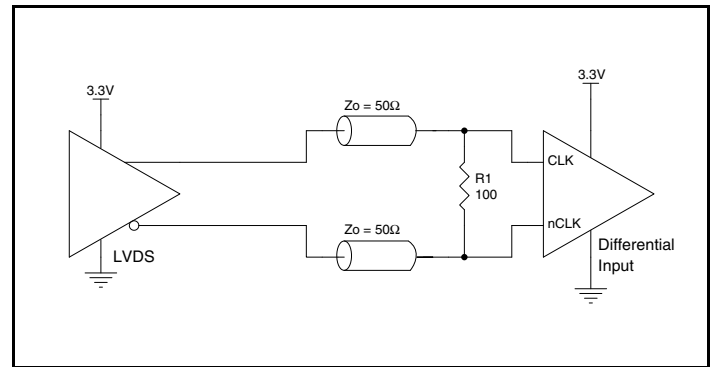 3.3V
Zo = 50Ω
3.3V
CLK
R1
100
Zo = 50Ω
nCLK
LVDS
Differential
Input